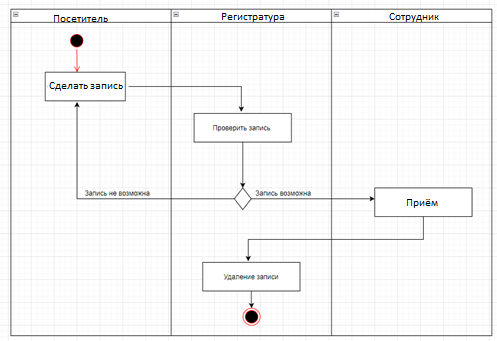 Посетитель
Регистратура
Сотрудник
Сделать запись
Проверить запись
Запись не возможна
Запись возможна
Приём
Удаление записи